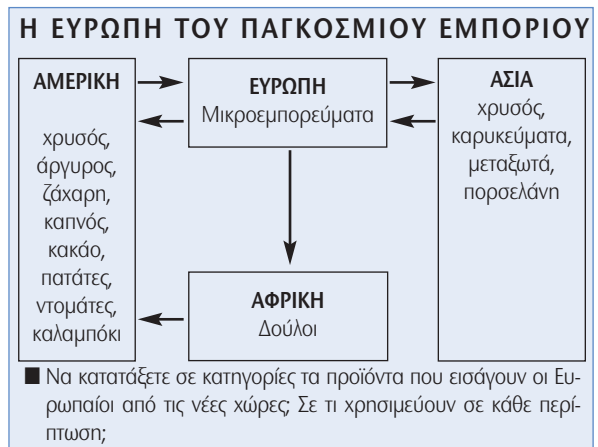 Η ΕΥΡΩΠΗ ΤΟΥ ΠΑΓΚΟΣΜΙΟΥ ΕΜΠΟΡΙΟΥ
ΑΜΕΡΙΚΗ
χρυσός,
άργυρος,
ζάχαρη,
καπνός,
κακάο,
πατάτες,
ντομάτες,
καλαμπόκι
ΕΥΡΩΠΗ
Μικροεμπορεύματα
ΑΣΙΑ
χρυσός,
καρυκεύματα,
μεταξωτά,
πορσελάνη
ΑΦΡΙΚΗ
Δούλοι
■ Να κατατάξετε σε κατηγορίες τα προϊόντα που εισάγουν οι Ευ-
ρωπαίοι από τις νέες χώρες; Σε τι χρησιμεύουν σε κάθε περί-
πτωση;